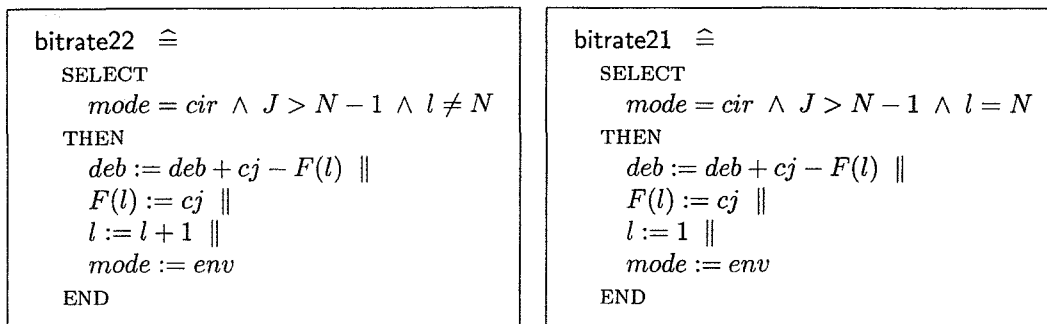 bitrate22 ≙
SELECT
mode = cir ∧ J > N − 1 ∧ l ≠ N
THEN
deb := deb + cj − F(l) ∥
F(l) := cj ∥
l := l + 1 ∥
mode := env
END
bitrate21 ≙
SELECT
mode = cir ∧ J > N − 1 ∧ l = N
THEN
deb := deb + cj − F(l) ∥
F(l) := cj ∥
l := 1 ∥
mode := env
END